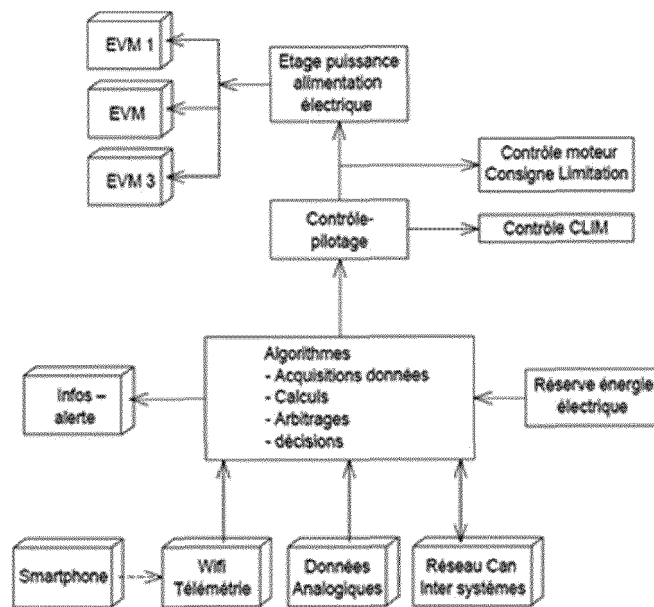 EVM 1
EVM
EVM 3
Etage puissance
alimentation
électrique
Contrôle moteur
Consigne Limitation
Contrôle-
pilotage
Contrôle CLIM
Algorithmes
- Acquisitions données
- Calculs
- Arbitrages
- décisions
Infos –
alerte
Réserve énergie
électrique
Smartphone
Wifi
Télémétrie
Données
Analogiques
Réseau Can
Inter systèmes